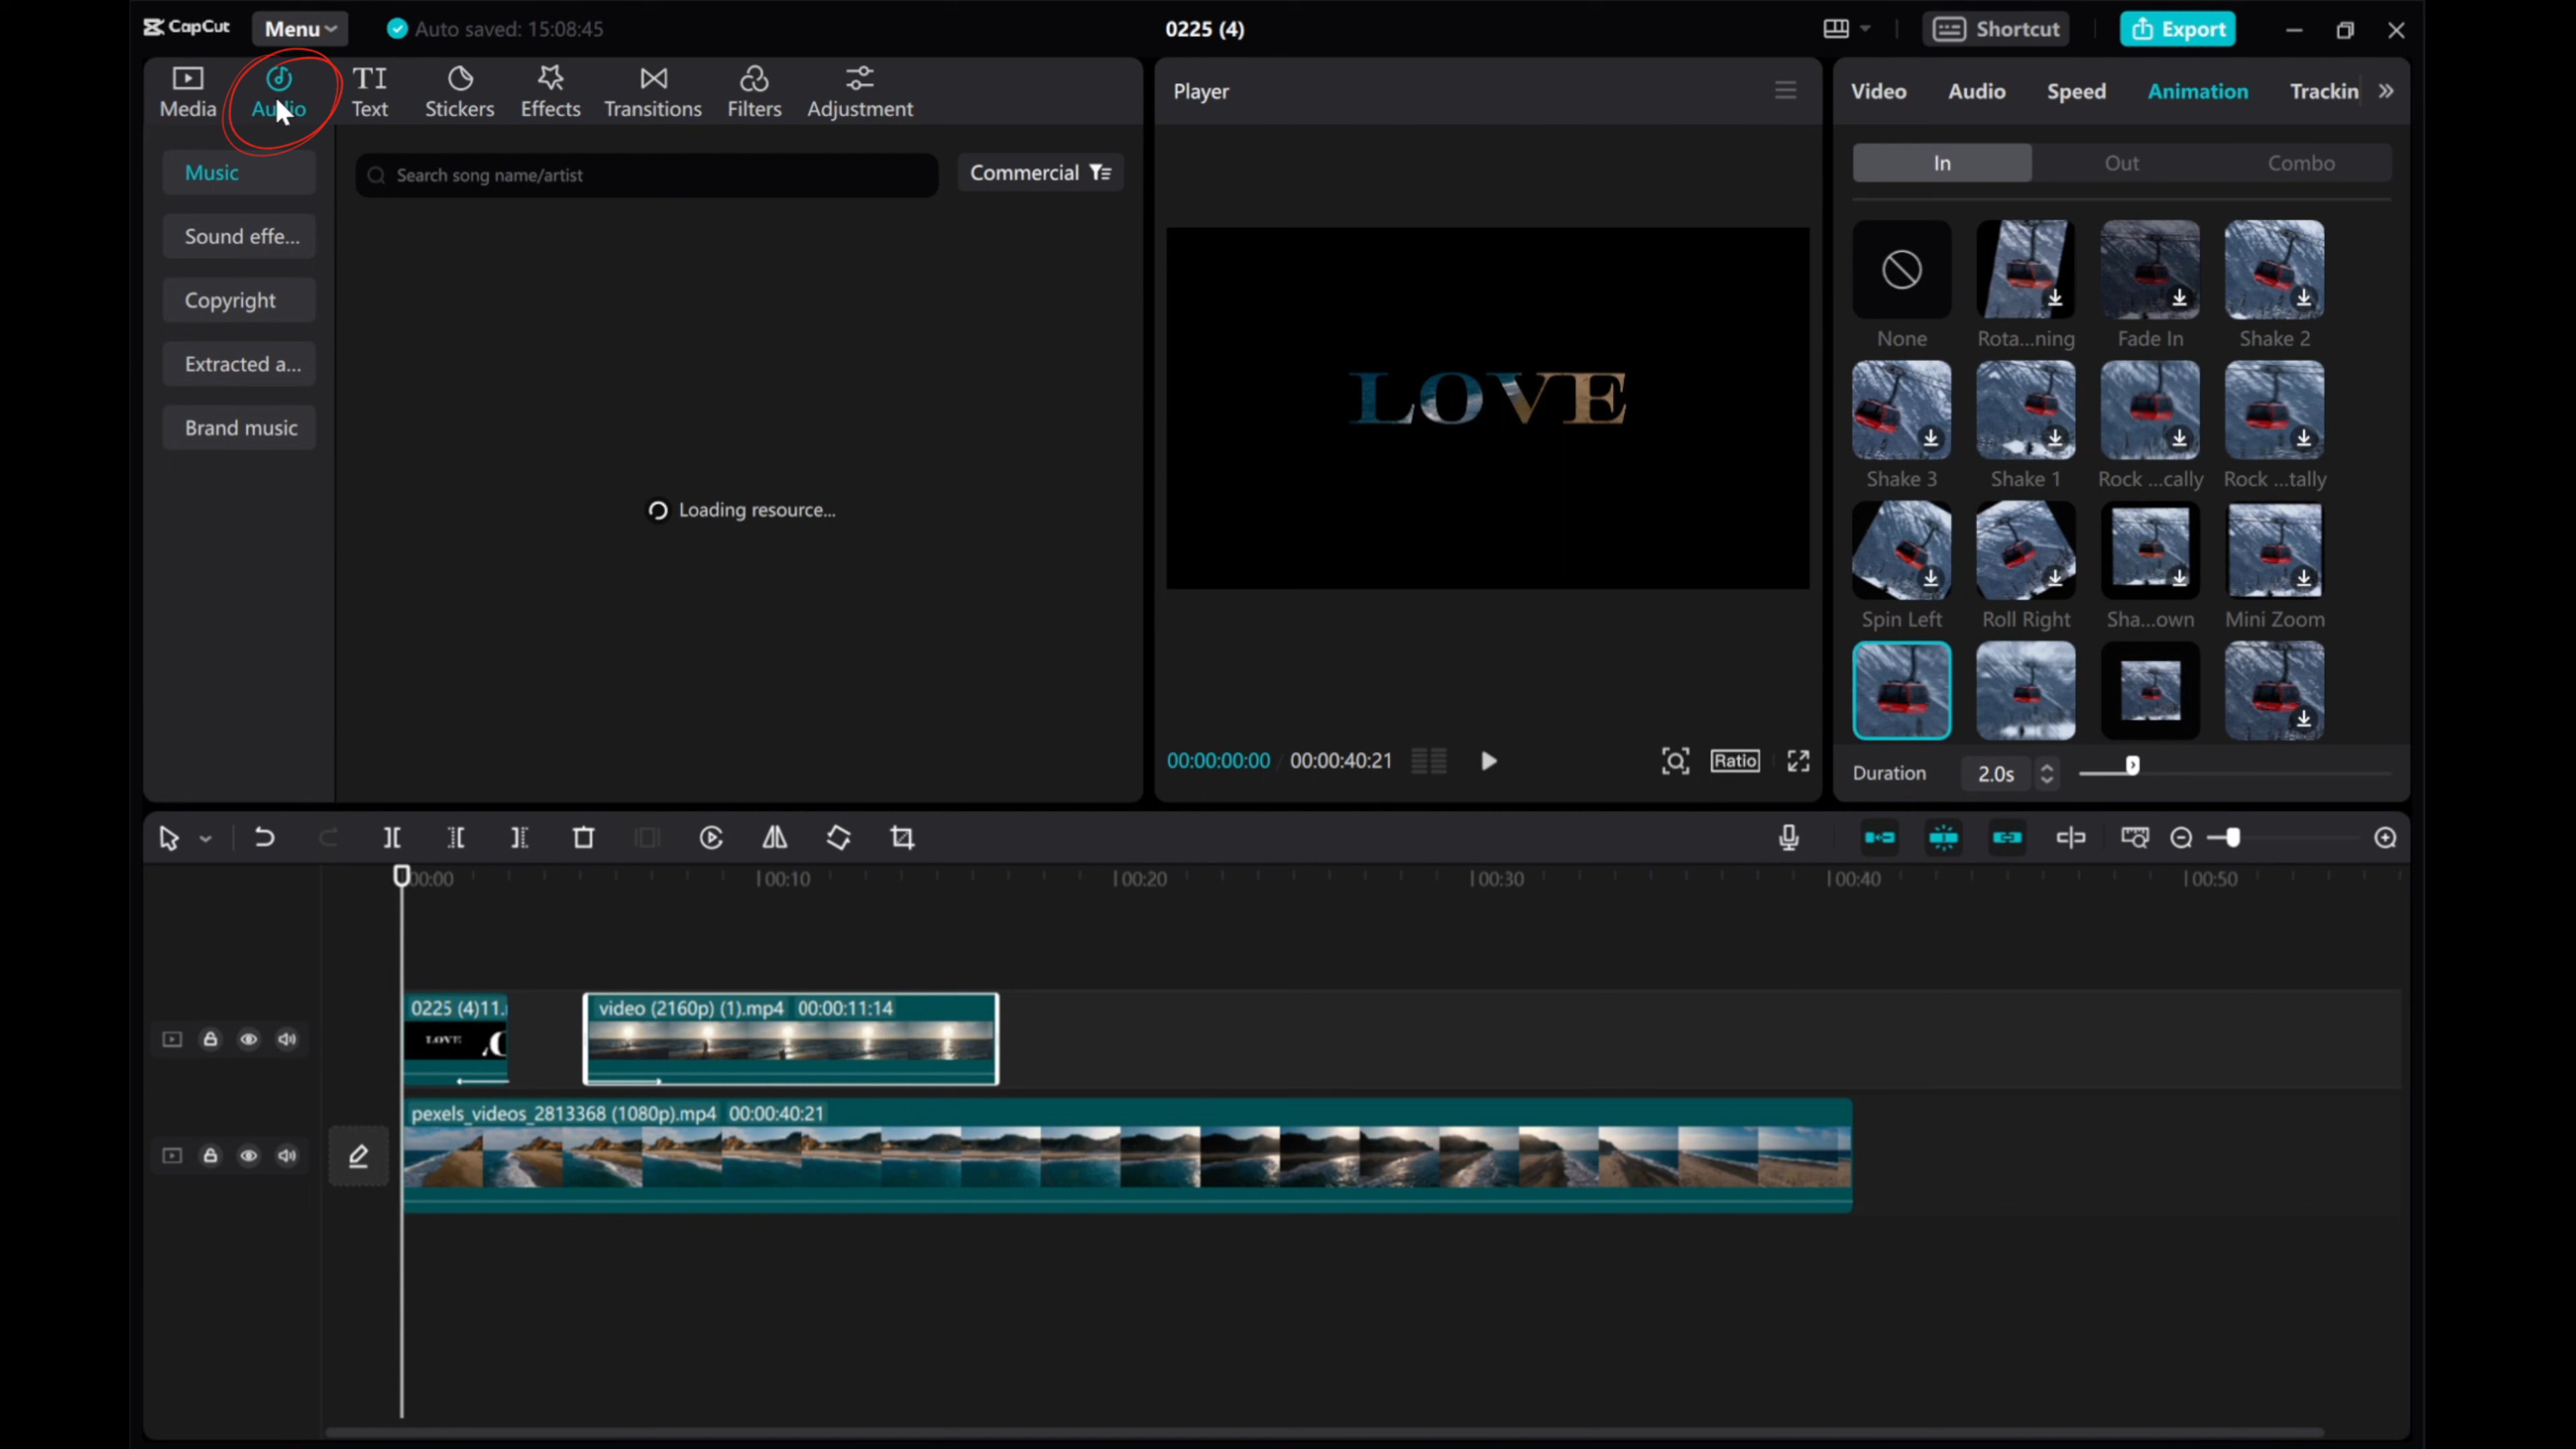 CapCut Menu Auto saved: 15:08:45 0225 (4) Shortcut Export
Media Audio Text Stickers Effects Transitions Filters Adjustment
Music
Sound effe...
Copyright
Extracted a...
Brand music
Search song name/artist Commercial
Loading resource...
Player
LOVE
00:00:00:00 / 00:00:40:21 Ratio
Video Audio Speed Animation Trackin
In Out Combo
None Rota...ning Fade In Shake 2
Shake 3 Shake 1 Rock ...cally Rock ...tally
Spin Left Roll Right Sha...own Mini Zoom
Duration 2.0s
00:00 00:10 00:20 00:30 00:40 00:50
0225 (4)11. video (2160p) (1).mp4 00:00:11:14
LOVE
pexels_videos_2813368 (1080p).mp4 00:00:40:21